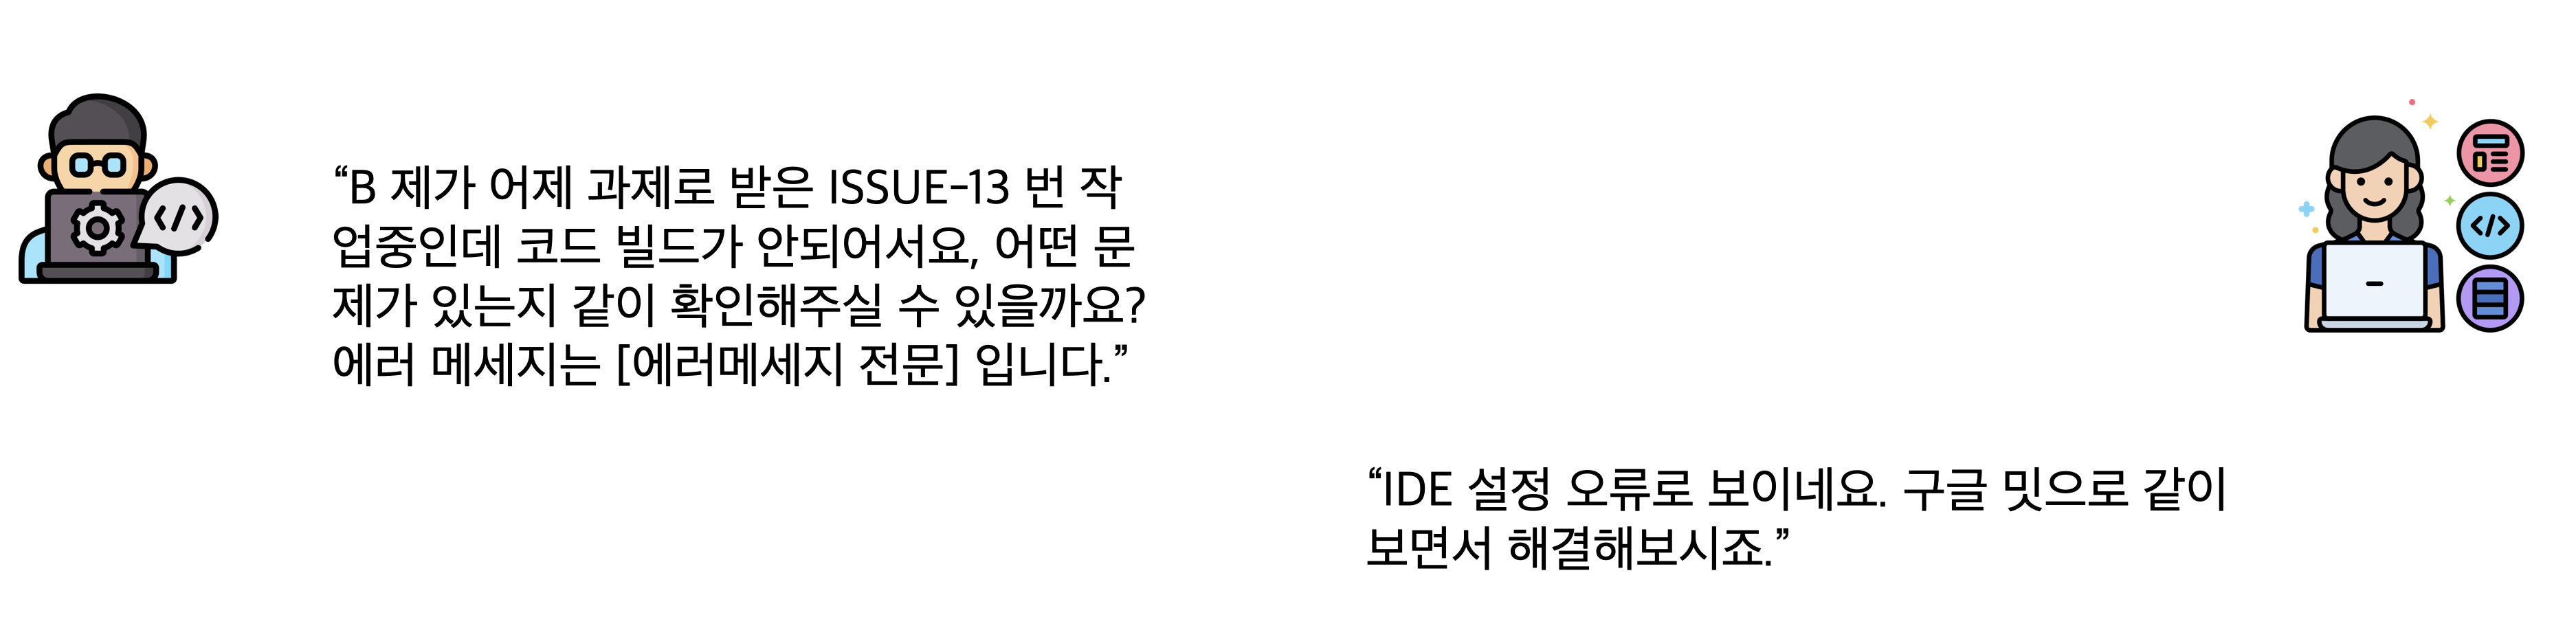 “B 제가 어제 과제로 받은 ISSUE-13 번 작
업중인데 코드 빌드가 안되어서요, 어떤 문
제가 있는지 같이 확인해주실 수 있을까요?
에러 메세지는 [에러메세지 전문] 입니다.”
“IDE 설정 오류로 보이네요. 구글 밋으로 같이
보면서 해결해보시죠.”